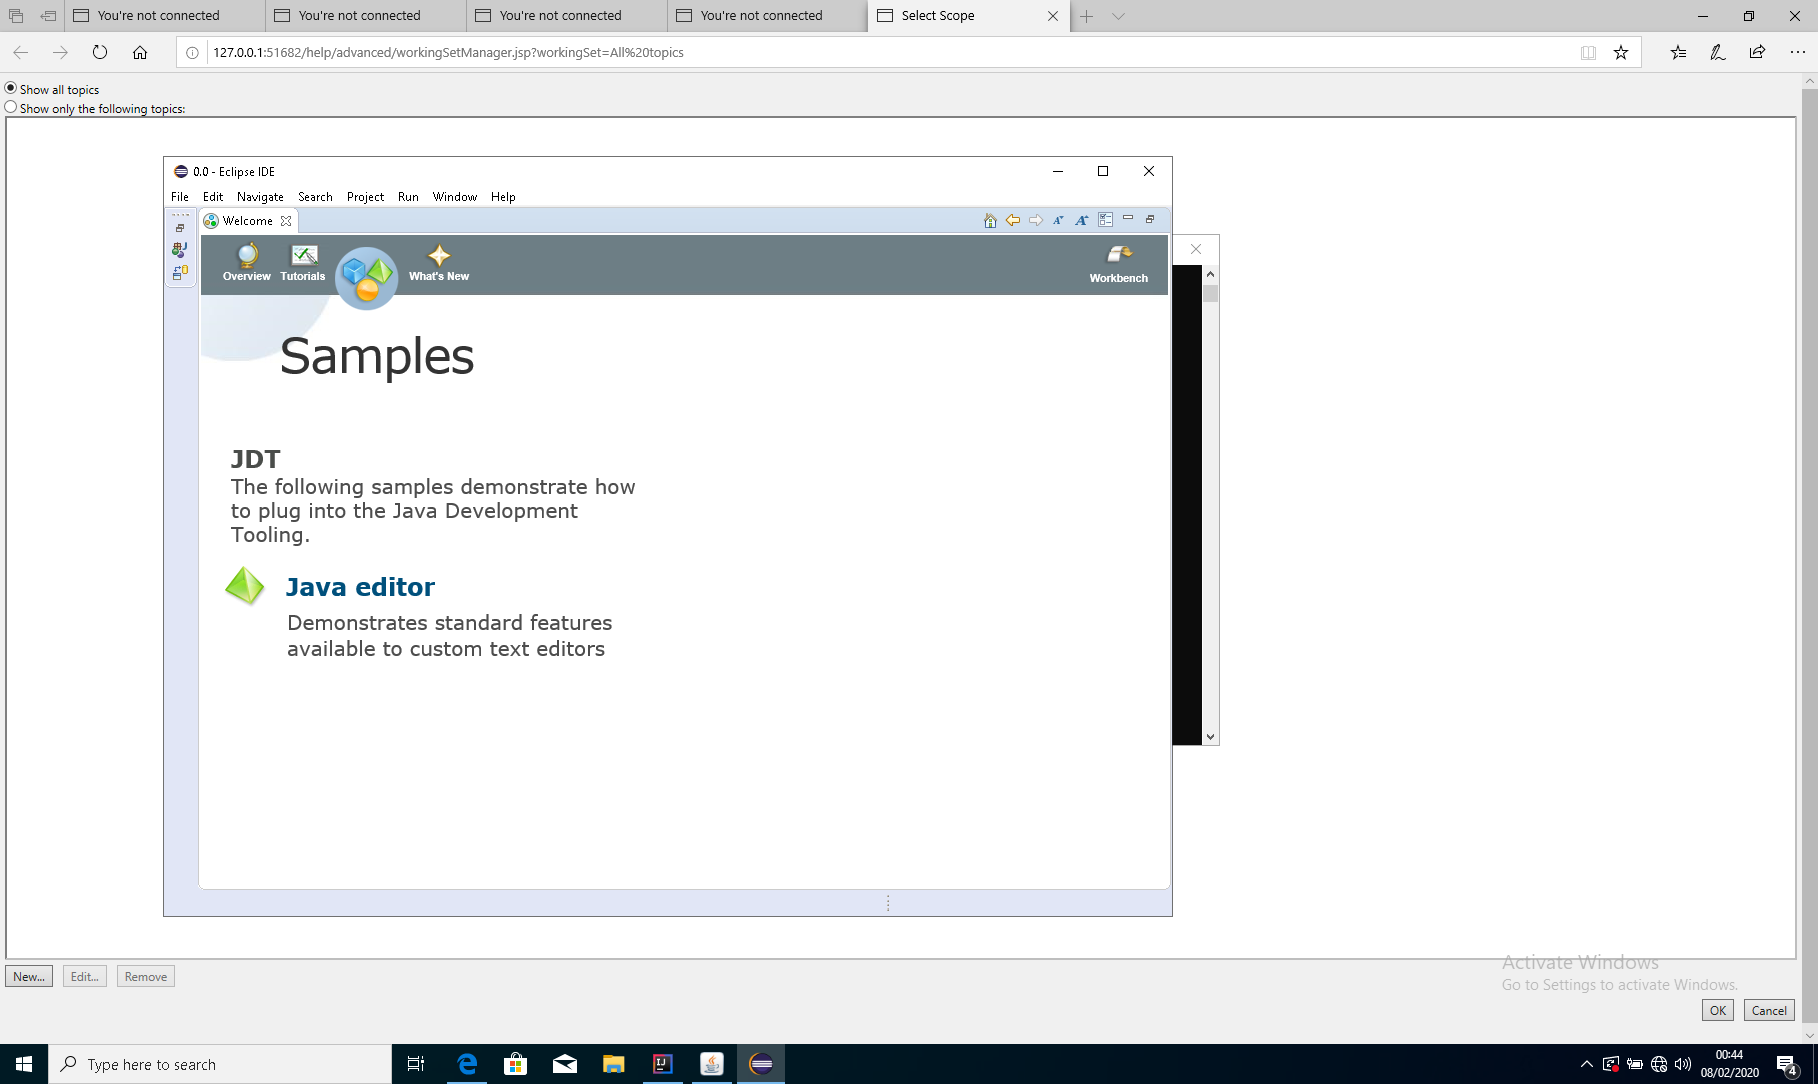 You're not connected
You're not connected
You're not connected
You're not connected
Select Scope
127.0.0.1:51682/help/advanced/workingSetManager.jsp?workingSet=All%20topics
Show all topics
Show only the following topics:
0.0 - Eclipse IDE
File Edit Navigate Search Project Run Window Help
Welcome
Overview Tutorials What's New Workbench
Samples
JDT
The following samples demonstrate how
to plug into the Java Development
Tooling.
Java editor
Demonstrates standard features
available to custom text editors
New... Edit... Remove
Activate Windows
Go to Settings to activate Windows.
OK Cancel
Type here to search
00:44
08/02/2020
4